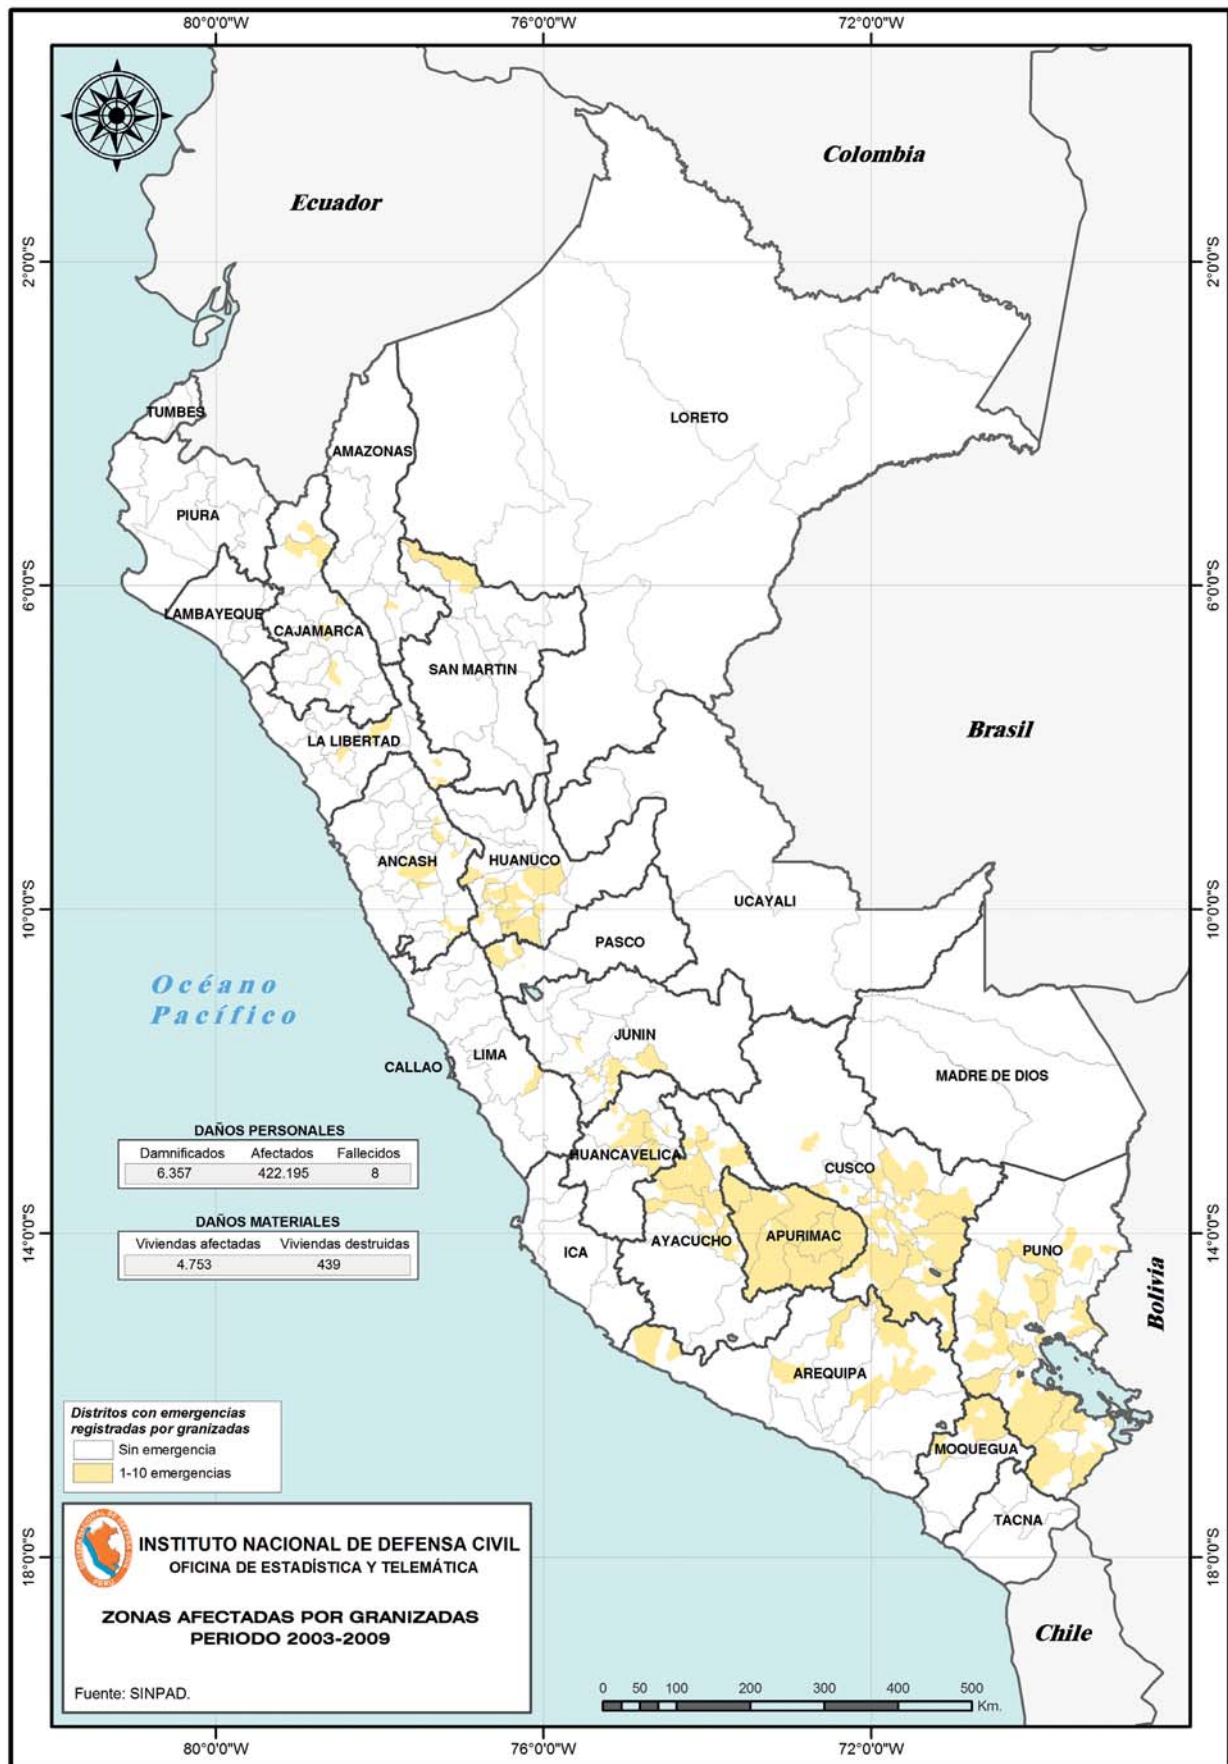 80°0'0"W
76°0'0"W
72°0'0"W
2°0'0"S
6°0'0"S
10°0'0"S
14°0'0"S
18°0'0"S
2°0'0"S
6°0'0"S
10°0'0"S
14°0'0"S
18°0'0"S
Colombia
Ecuador
TUMBES
LORETO
AMAZONAS
PIURA
LAMBAYEQUE
CAJAMARCA
SAN MARTIN
Brasil
LA LIBERTAD
ANCASH
HUANUCO
UCAYALI
PASCO
Océano
Pacífico
JUNIN
LIMA
CALLAO
MADRE DE DIOS
HUANCAVELICA
CUSCO
AYACUCHO
APURIMAC
ICA
PUNO
Bolivia
AREQUIPA
MOQUEGUA
TACNA
Chile
DAÑOS PERSONALES
Damnificados Afectados Fallecidos
6.357 422.195 8
DAÑOS MATERIALES
Viviendas afectadas Viviendas destruidas
4.753 439
Distritos con emergencias
registradas por granizadas
Sin emergencia
1-10 emergencias
INSTITUTO NACIONAL DE DEFENSA CIVIL
OFICINA DE ESTADÍSTICA Y TELEMÁTICA
ZONAS AFECTADAS POR GRANIZADAS
PERIODO 2003-2009
Fuente: SINPAD.
0 50 100 200 300 400 500
Km.
80°0'0"W
76°0'0"W
72°0'0"W